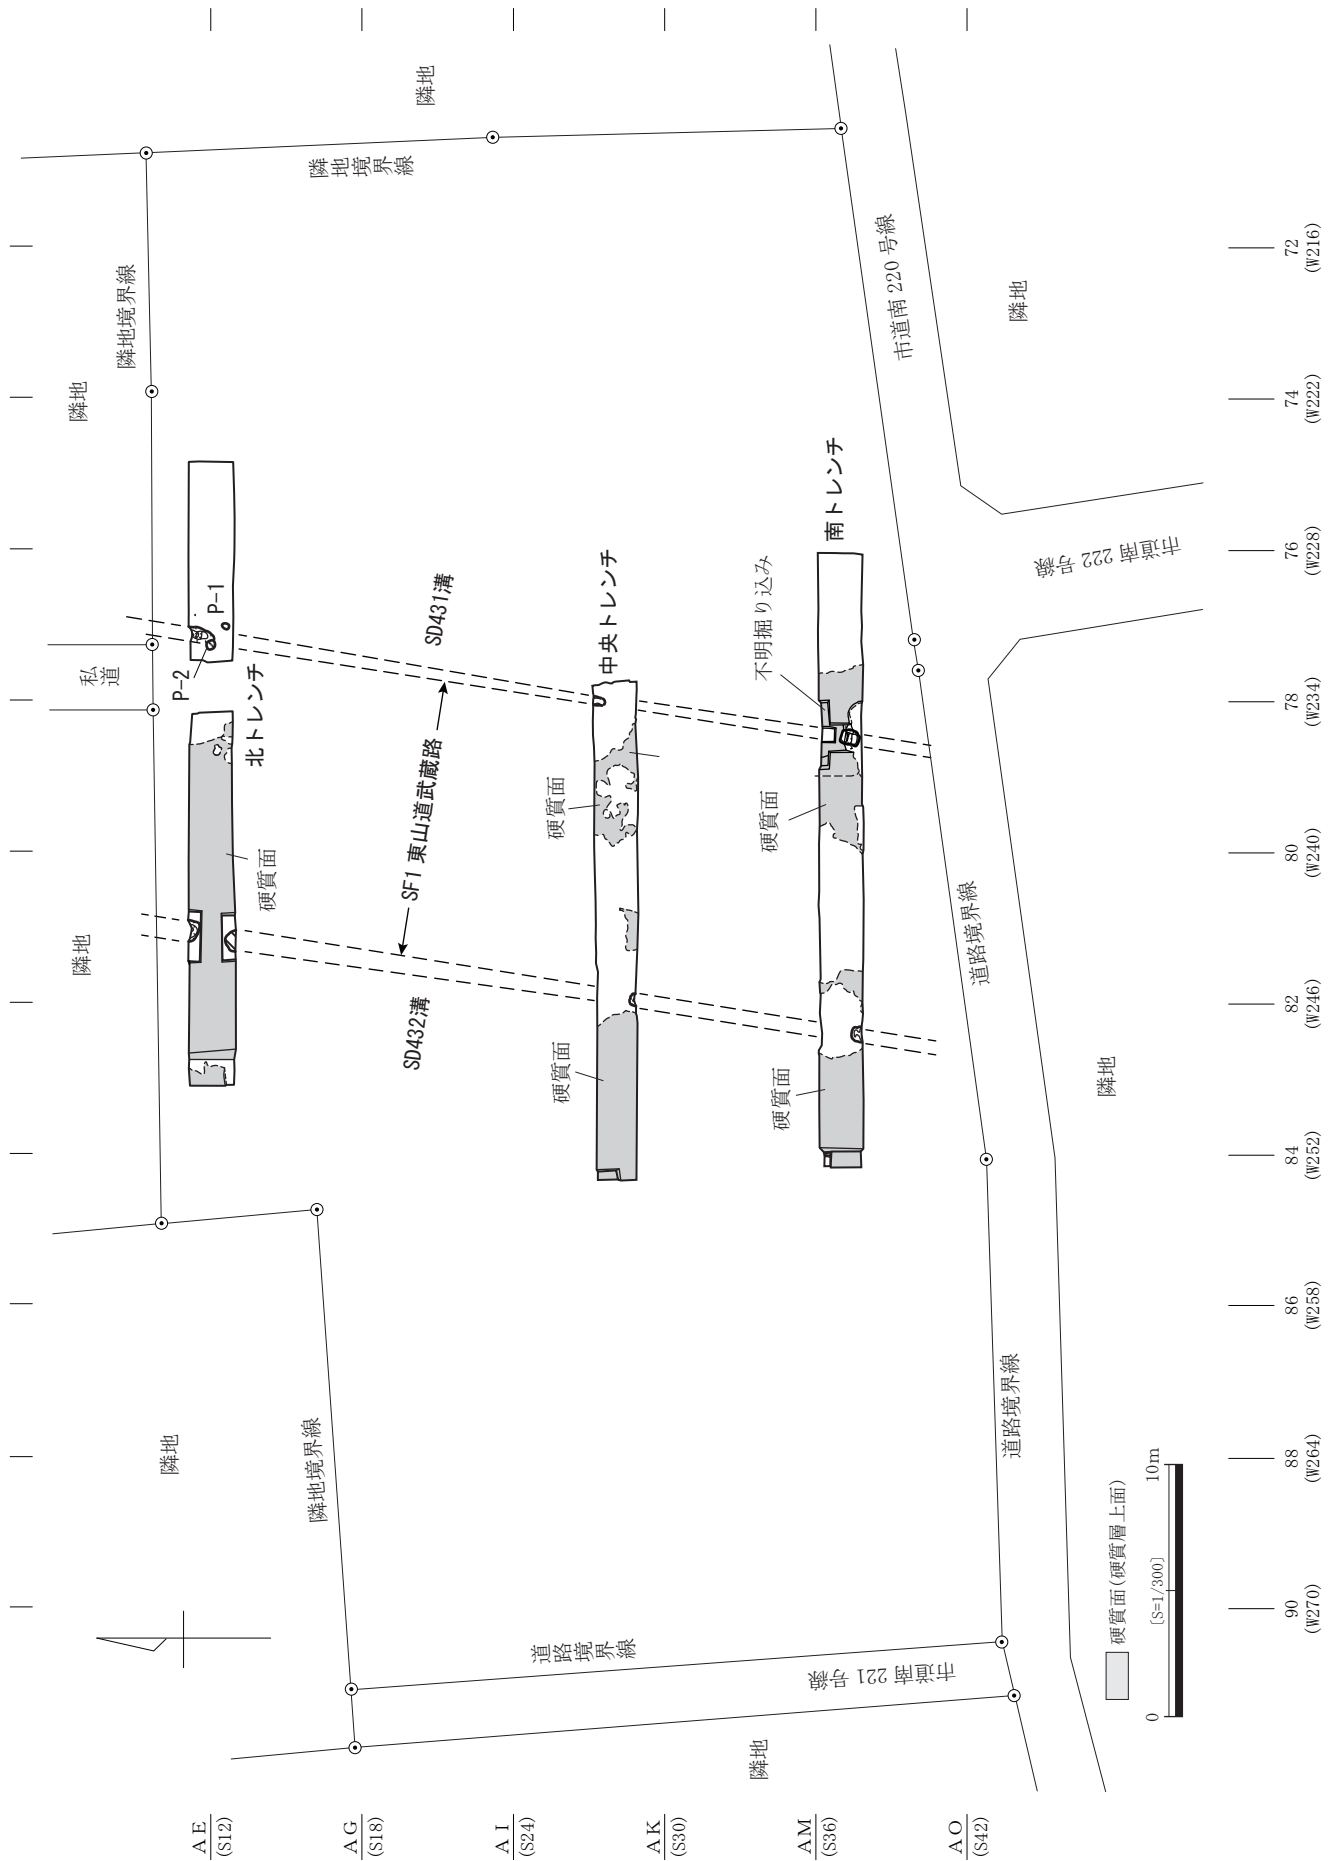 隣地
隣地境界線
隣地
隣地境界線
隣地
私道
P-1
P-2
北トレンチ
硬質面
SD431溝
SF1 東山道武蔵路
SD432溝
中央トレンチ
硬質面
硬質面
南トレンチ
不明掘り込み
硬質面
硬質面
市道南 220 号線
隣地
市道南 222 号線
道路境界線
隣地
隣地
隣地境界線
道路境界線
道路境界線
市道南 221 号線
隣地
硬質面(硬質層上面)
0
[S=1/300]
10m
AE
(S12)
AG
(S18)
AI
(S24)
AK
(S30)
AM
(S36)
AO
(S42)
90
(W270)
88
(W264)
86
(W258)
84
(W252)
82
(W246)
80
(W240)
78
(W234)
76
(W228)
74
(W222)
72
(W216)